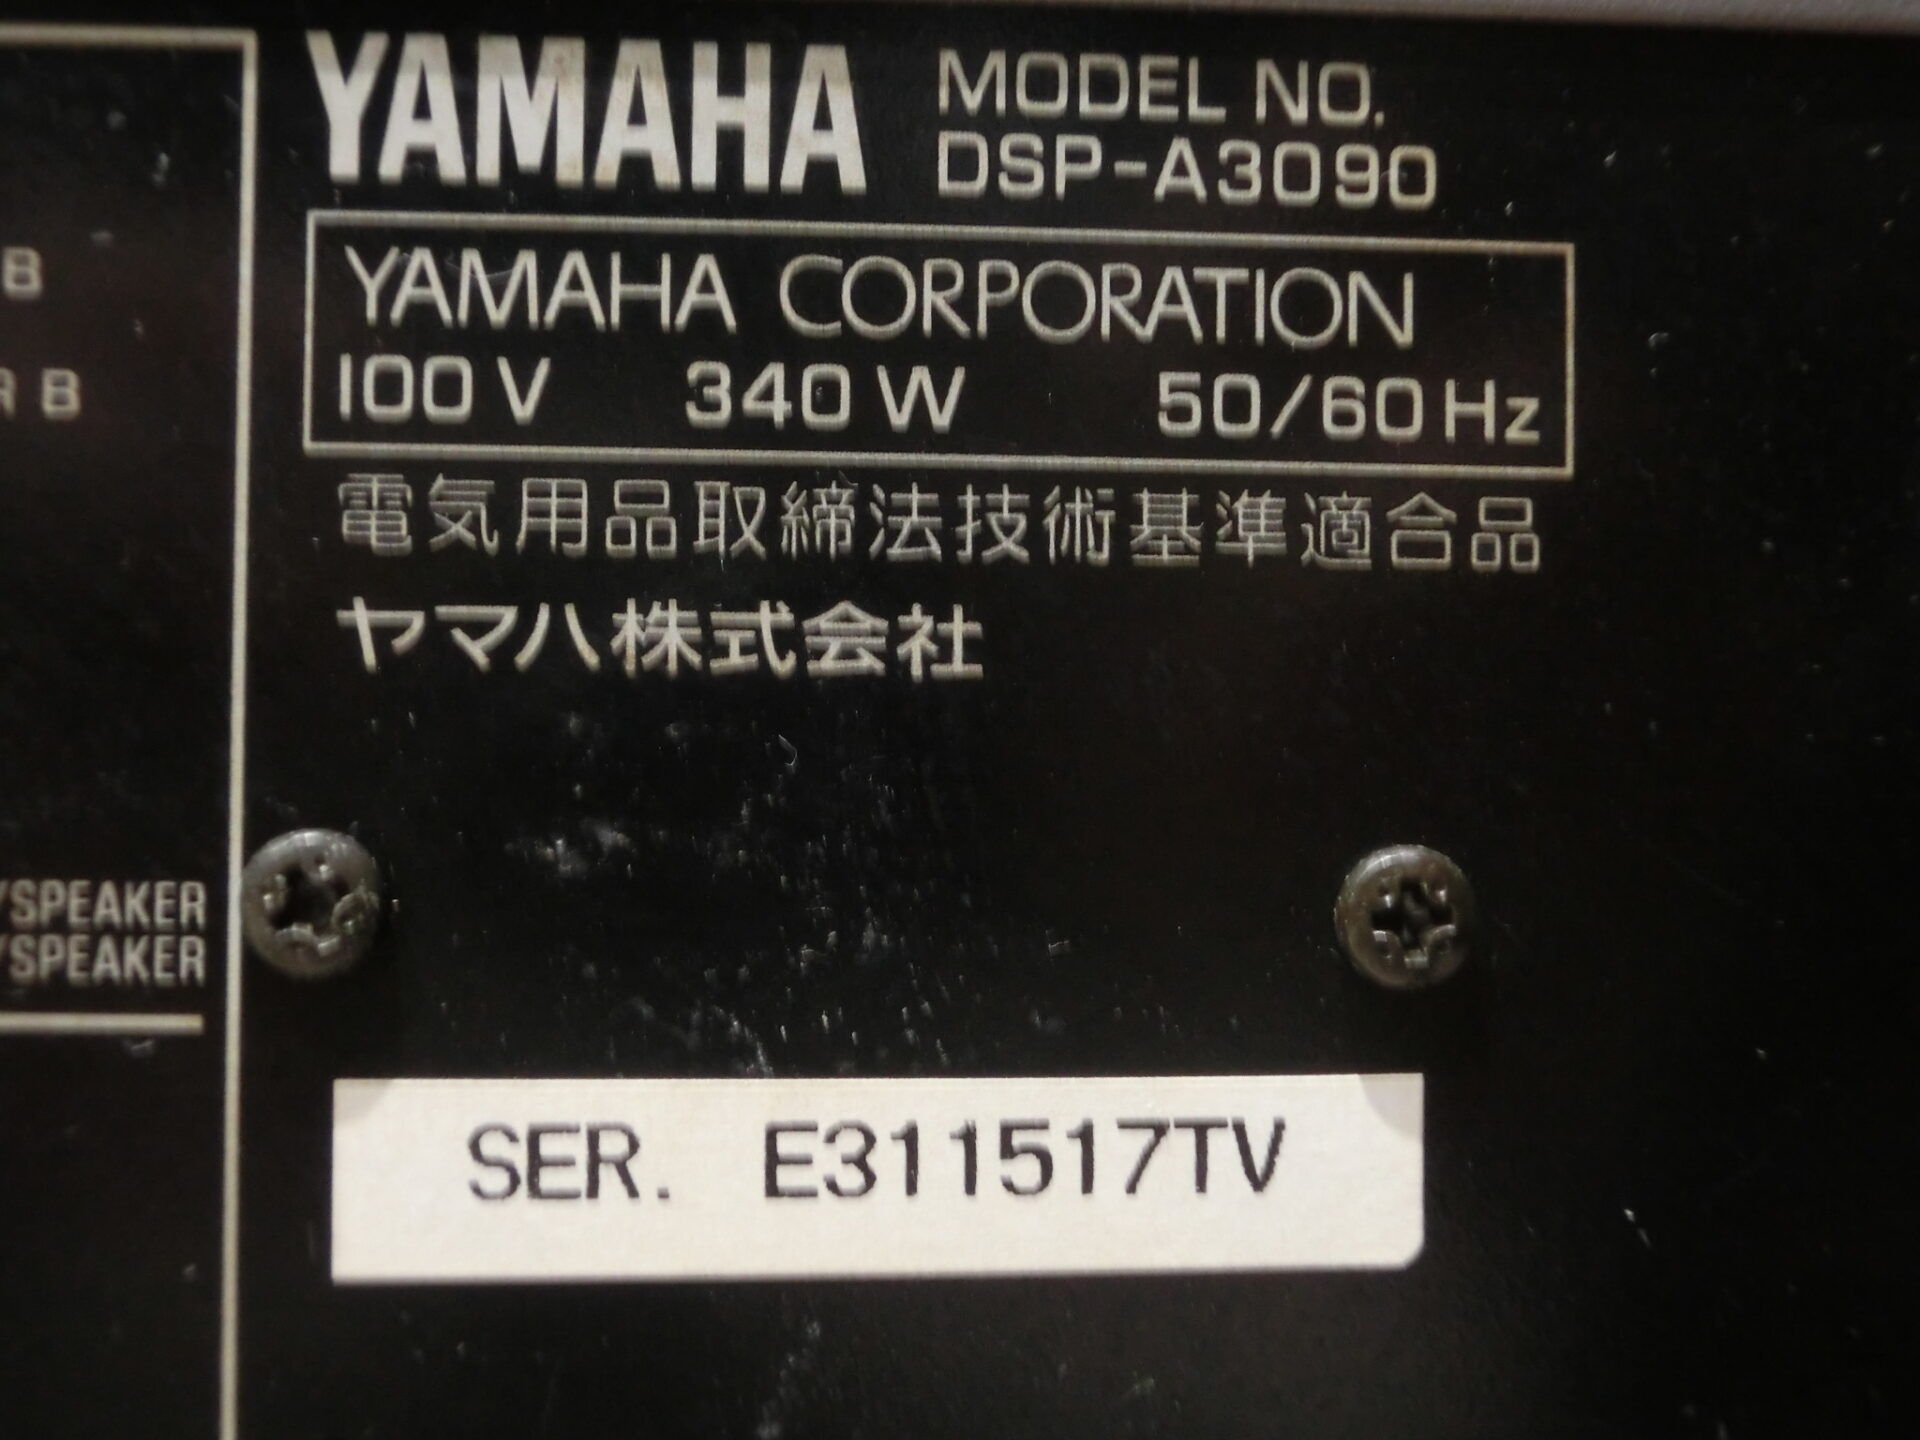 YAMAHA
MODEL NO.
DSP-A3090
YAMAHA CORPORATION
100 V 340 W 50/60 Hz
電気用品取締法技術基準適合品
ヤマハ株式会社
B
R B
/SPEAKER
/SPEAKER
SER. E311517TV